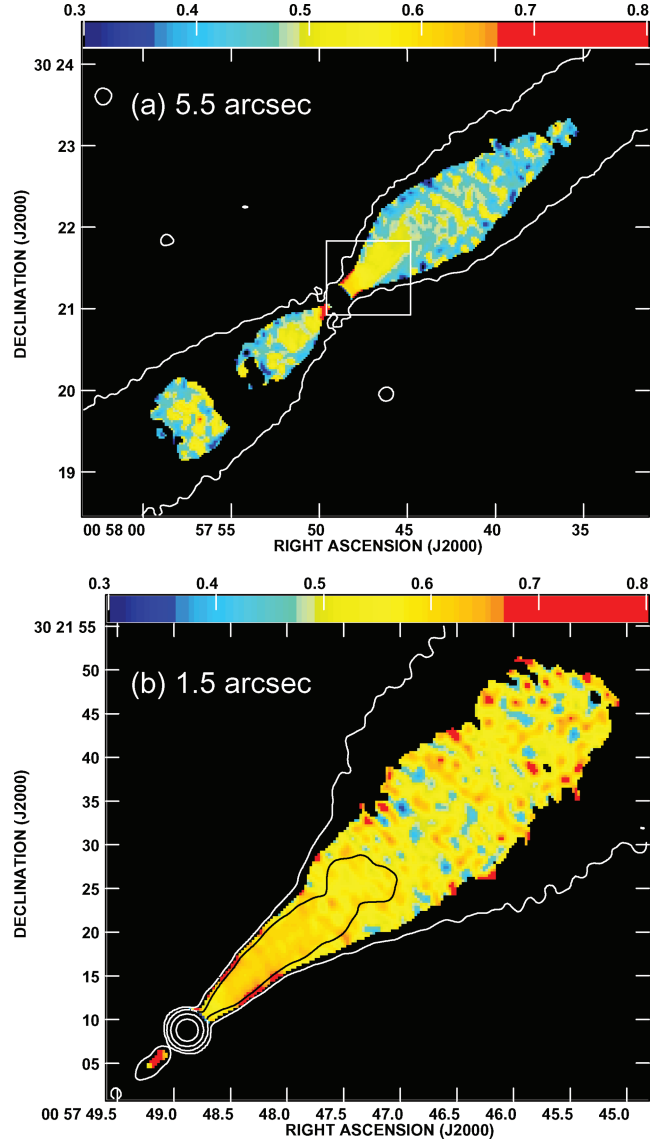 0.3 0.4 0.5 0.6 0.7 0.8
30 24
(a) 5.5 arcsec
23
22
21
20
19
DECLINATION (J2000)
00 58 00 57 55 50 45 40 35
RIGHT ASCENSION (J2000)
0.3 0.4 0.5 0.6 0.7 0.8
30 21 55
(b) 1.5 arcsec
50
45
40
35
30
25
20
15
10
05
DECLINATION (J2000)
00 57 49.5 49.0 48.5 48.0 47.5 47.0 46.5 46.0 45.5 45.0
RIGHT ASCENSION (J2000)